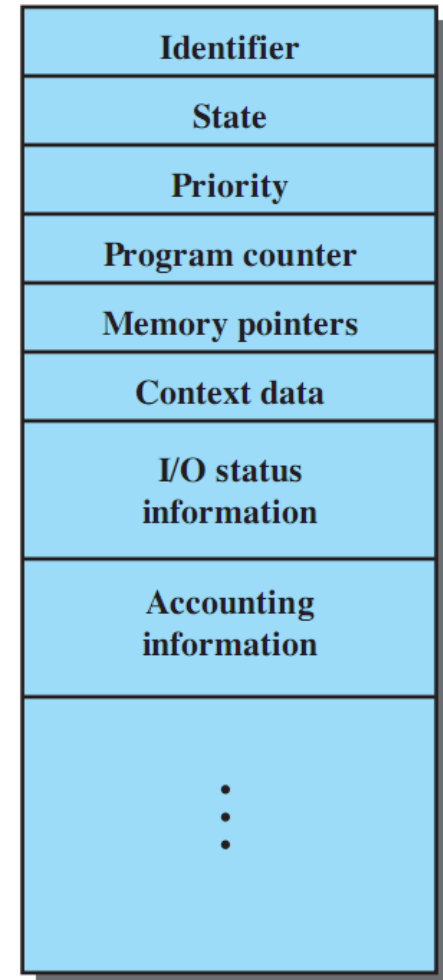 Identifier
State
Priority
Program counter
Memory pointers
Context data
I/O status
information
Accounting
information